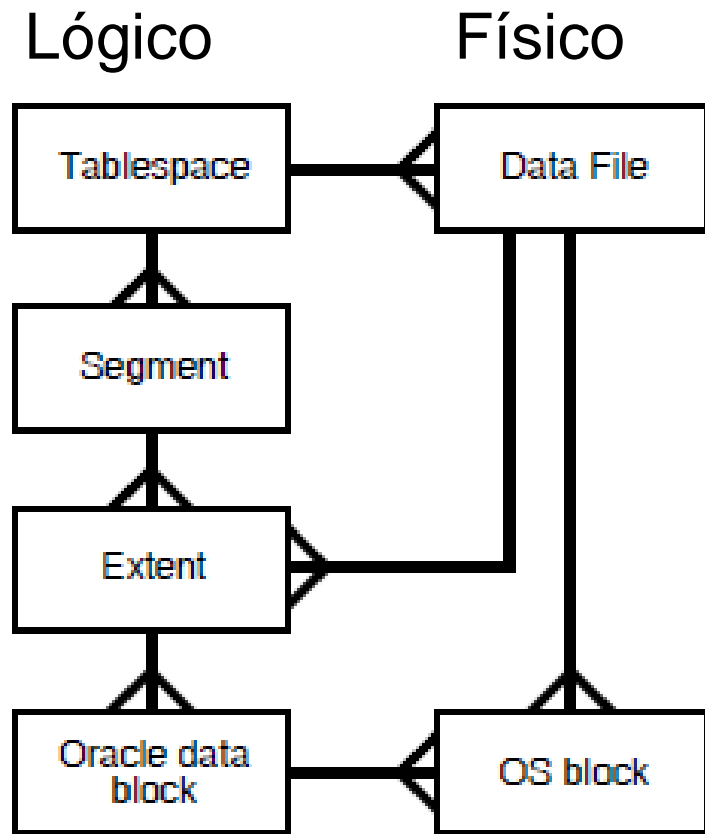 Lógico
Físico
Tablespace
Data File
Segment
Extent
Oracle data
block
OS block